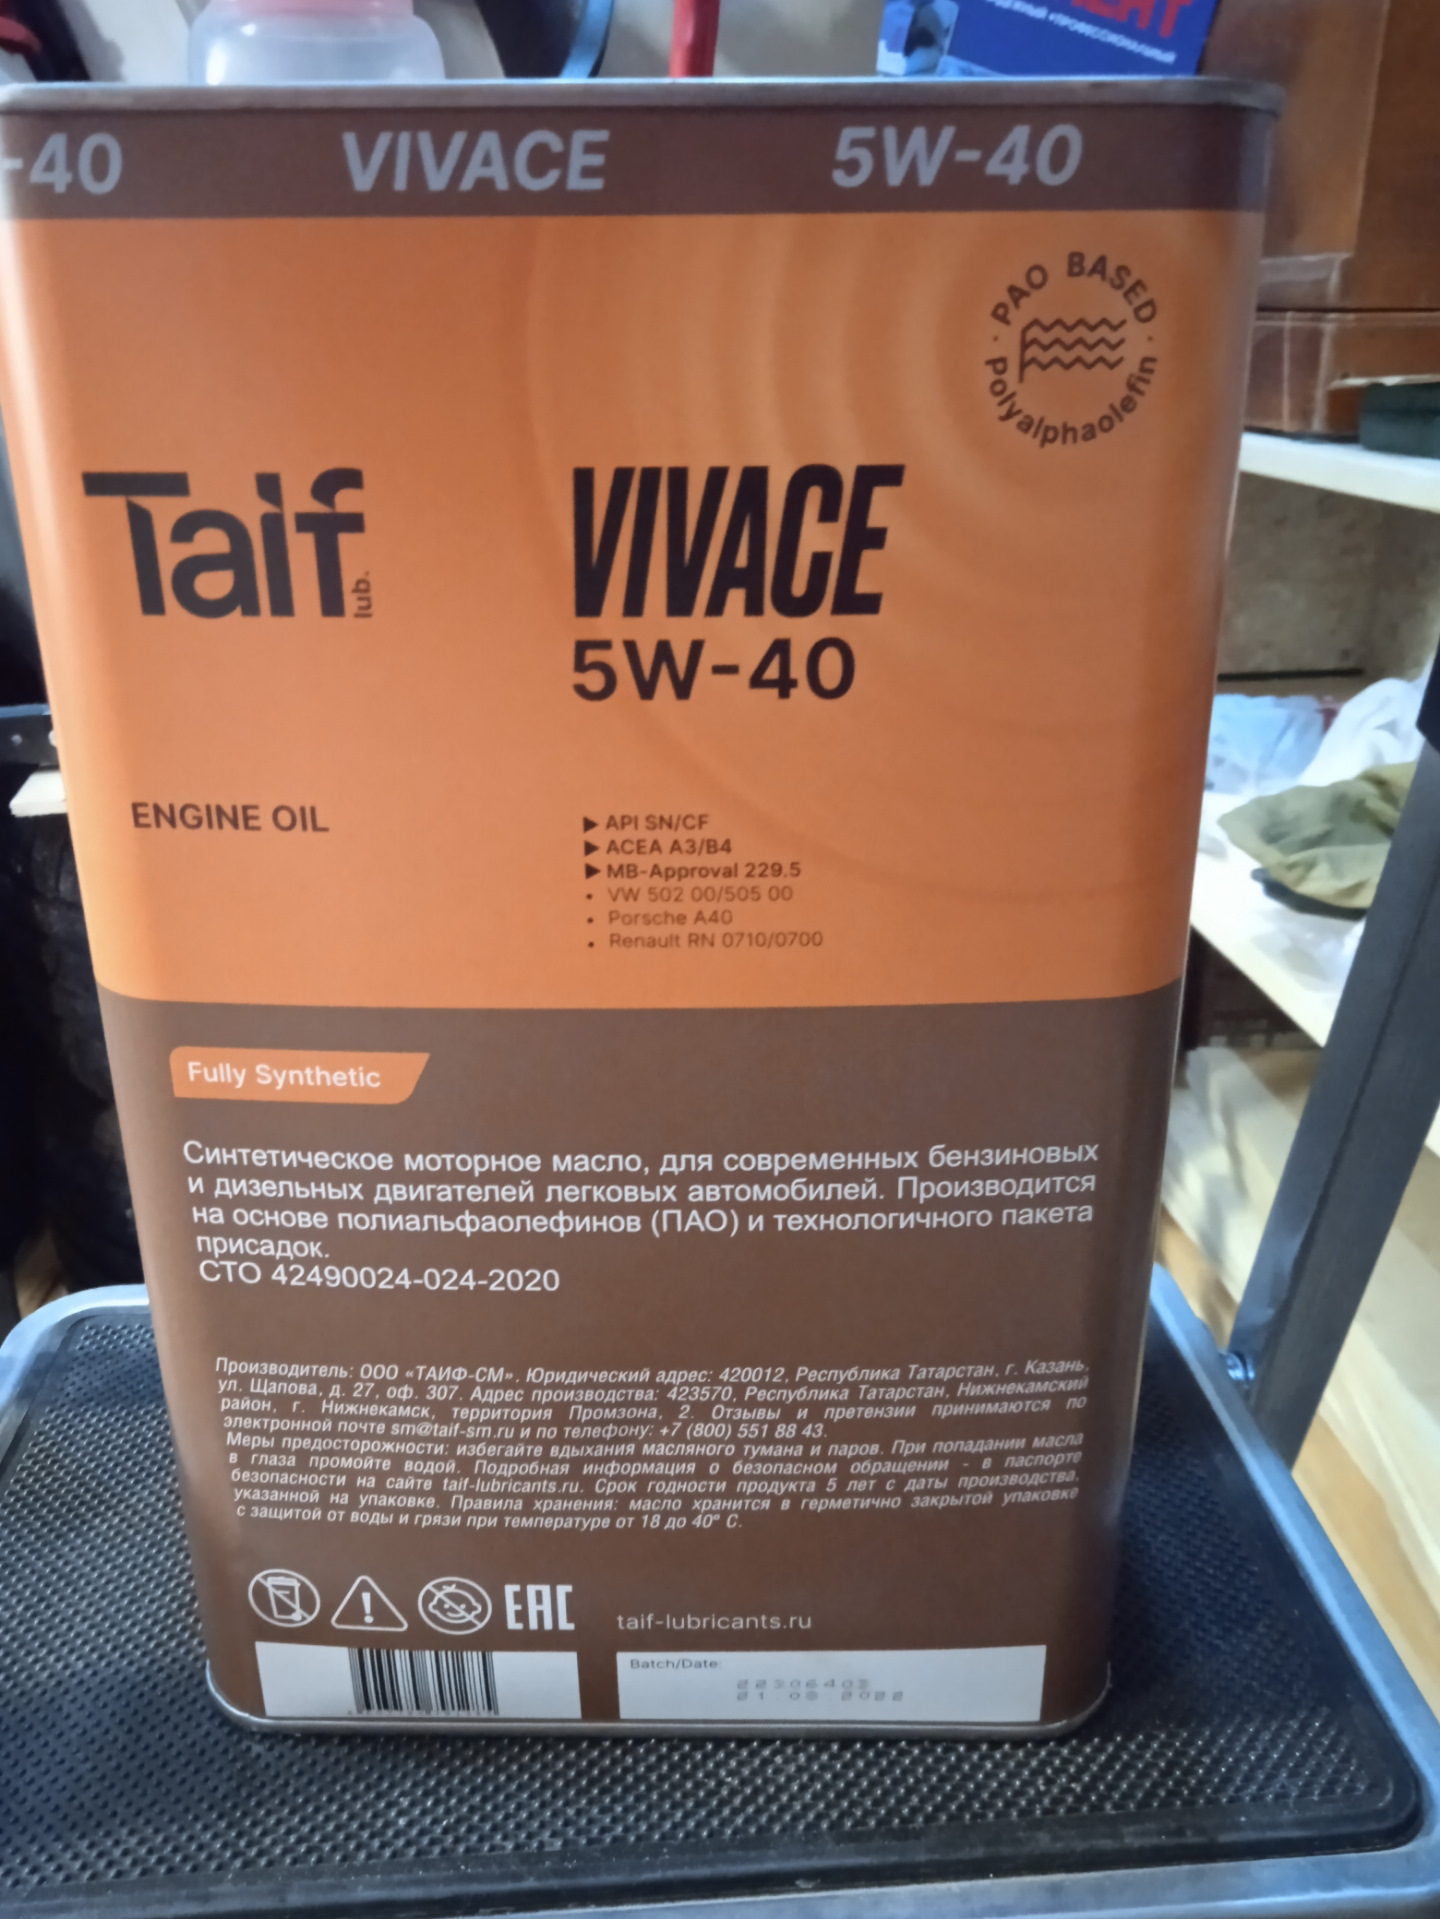 -40 VIVACE 5W-40
PAO BASED
Polyalphaolefin
Taif
lub.
VIVACE
5W-40
ENGINE OIL
API SN/CF
ACEA A3/B4
MB-Approval 229.5
VW 502 00/505 00
Porsche A40
Renault RN 0710/0700
Fully Synthetic
Синтетическое моторное масло, для современных бензиновых
и дизельных двигателей легковых автомобилей. Производится
на основе полиальфаолефинов (ПАО) и технологичного пакета
присадок.
СТО 42490024-024-2020
Производитель: ООО «ТАИФ-СМ». Юридический адрес: 420012, Республика Татарстан, г. Казань,
ул. Щапова, д. 27, оф. 307. Адрес производства: 423570, Республика Татарстан, Нижнекамский
район, г. Нижнекамск, территория Промзона, 2. Отзывы и претензии принимаются по
электронной почте sm@taif-sm.ru и по телефону: +7 (800) 551 88 43.
Меры предосторожности: избегайте вдыхания масляного тумана и паров. При попадании масла
в глаза промойте водой. Подробная информация о безопасном обращении - в паспорте
безопасности на сайте taif-lubricants.ru. Срок годности продукта 5 лет с даты производства,
указанной на упаковке. Правила хранения: масло хранится в герметично закрытой упаковке
с защитой от воды и грязи при температуре от 18 до 40° С.
EAC
taif-lubricants.ru
Batch/Date: